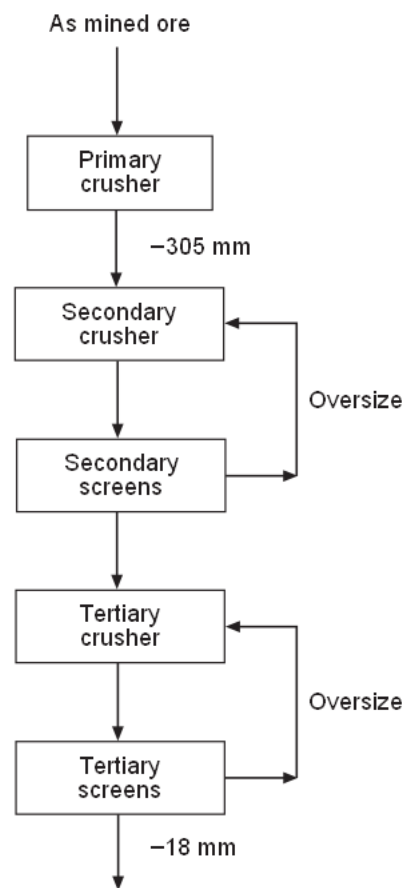 As mined ore
Primary
crusher
–305 mm
Secondary
crusher
Oversize
Secondary
screens
Tertiary
crusher
Oversize
Tertiary
screens
–18 mm